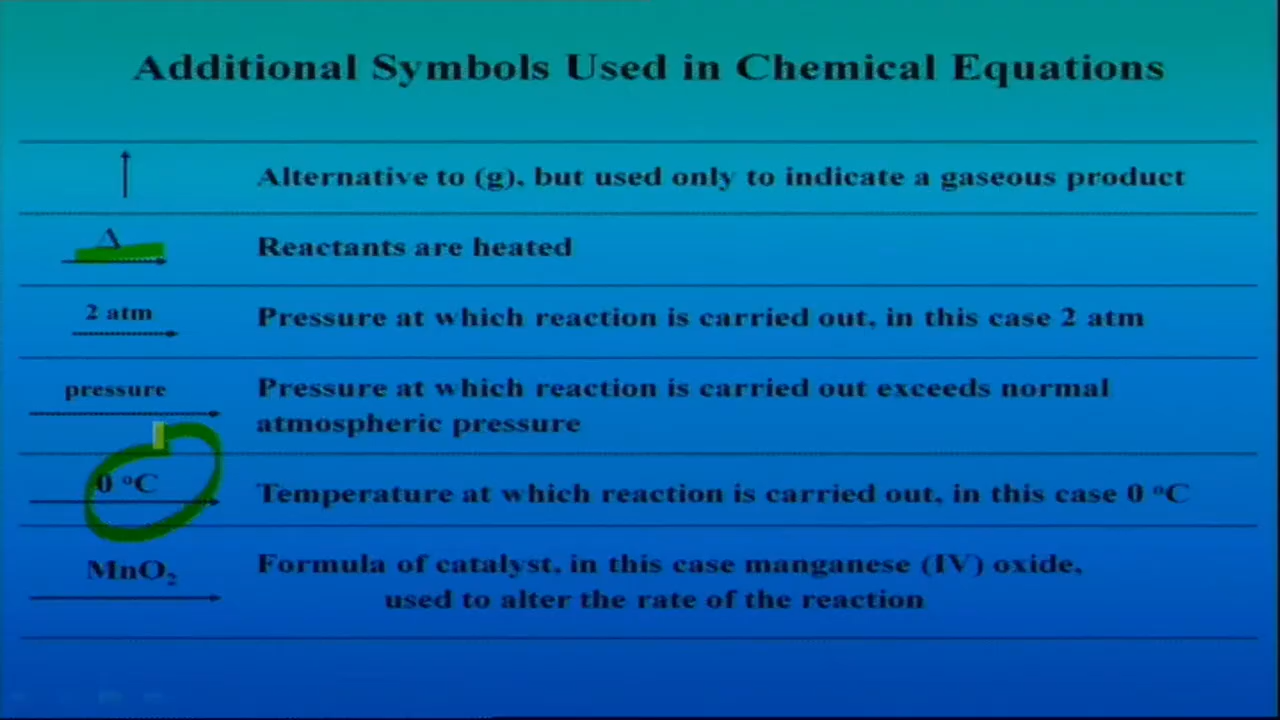 Additional Symbols Used in Chemical Equations
↑ Alternative to (g), but used only to indicate a gaseous product
Δ Reactants are heated
2 atm Pressure at which reaction is carried out, in this case 2 atm
pressure Pressure at which reaction is carried out exceeds normal
atmospheric pressure
0 °C Temperature at which reaction is carried out, in this case 0 °C
MnO₂ Formula of catalyst, in this case manganese (IV) oxide,
used to alter the rate of the reaction